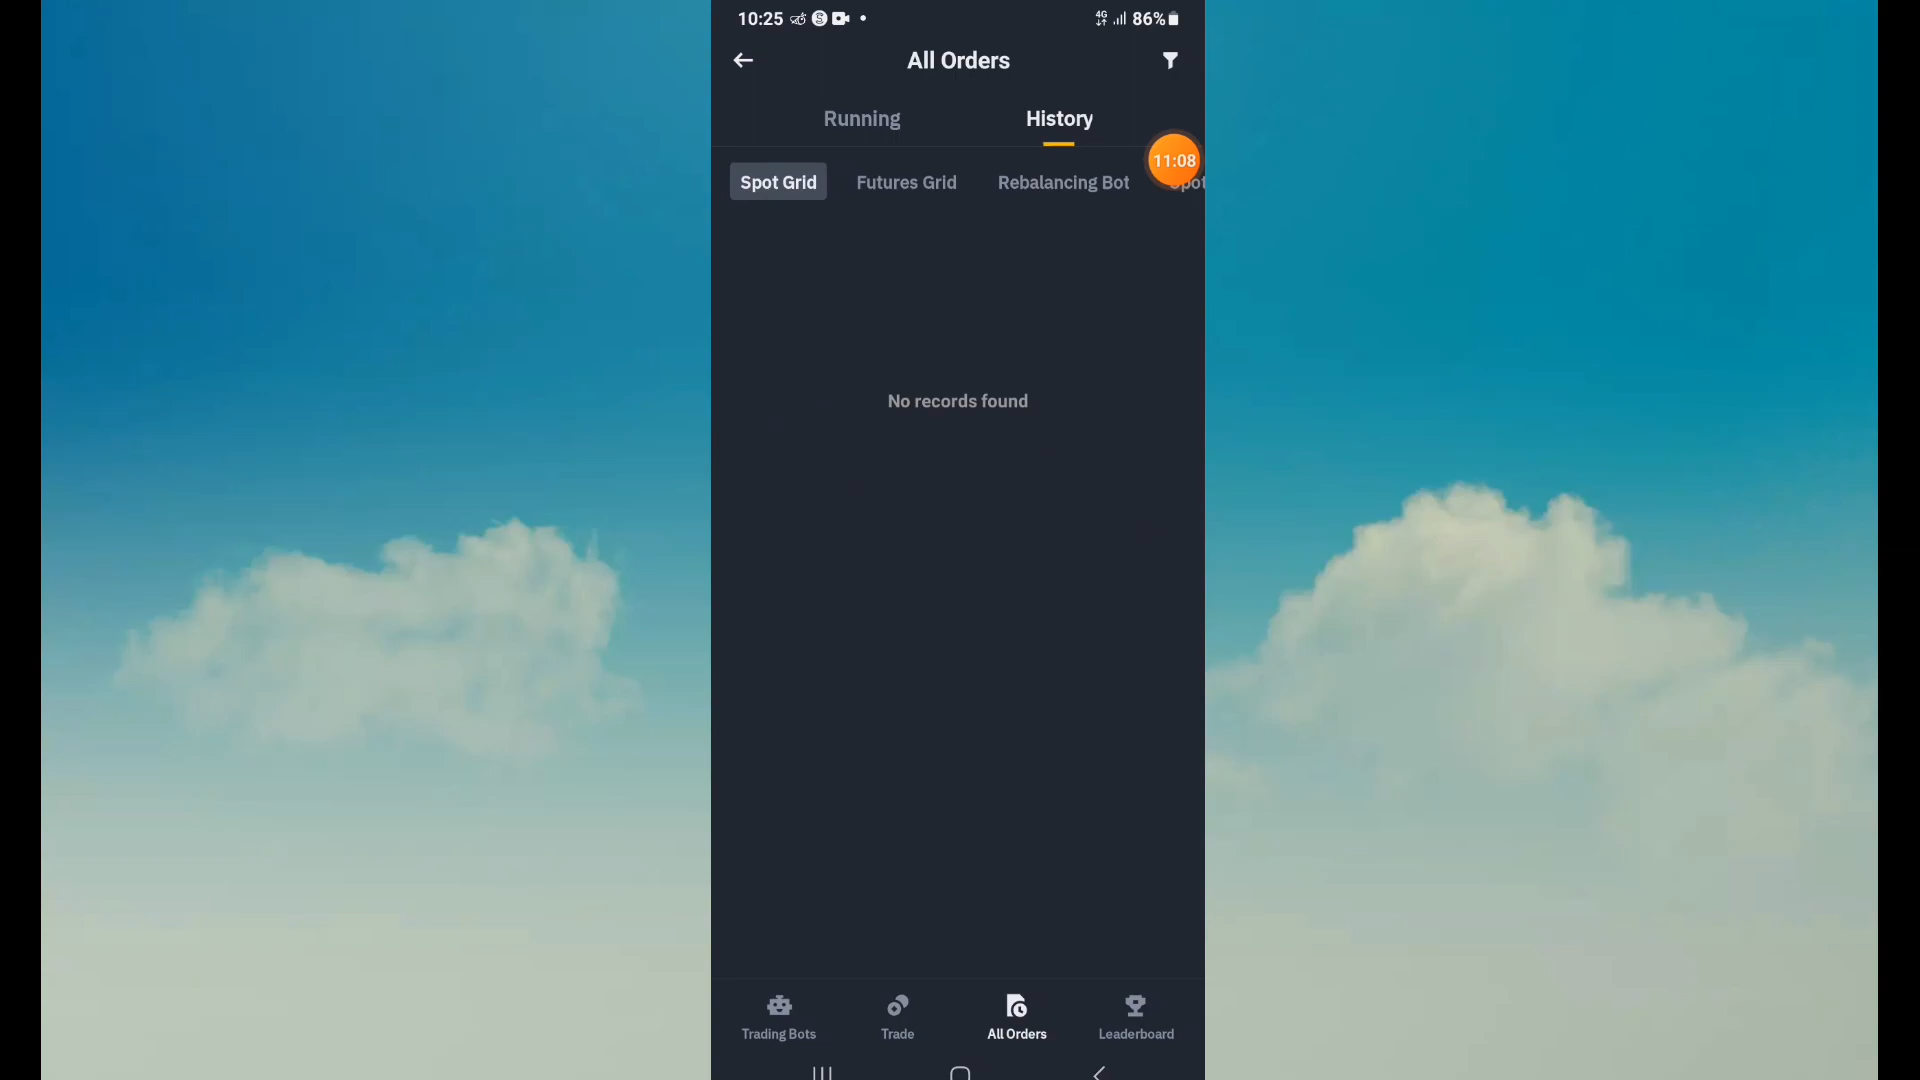 10:25
4G 86%
All Orders
Running History
11:08
Spot Grid Futures Grid Rebalancing Bot Spot
No records found
Trading Bots Trade All Orders Leaderboard